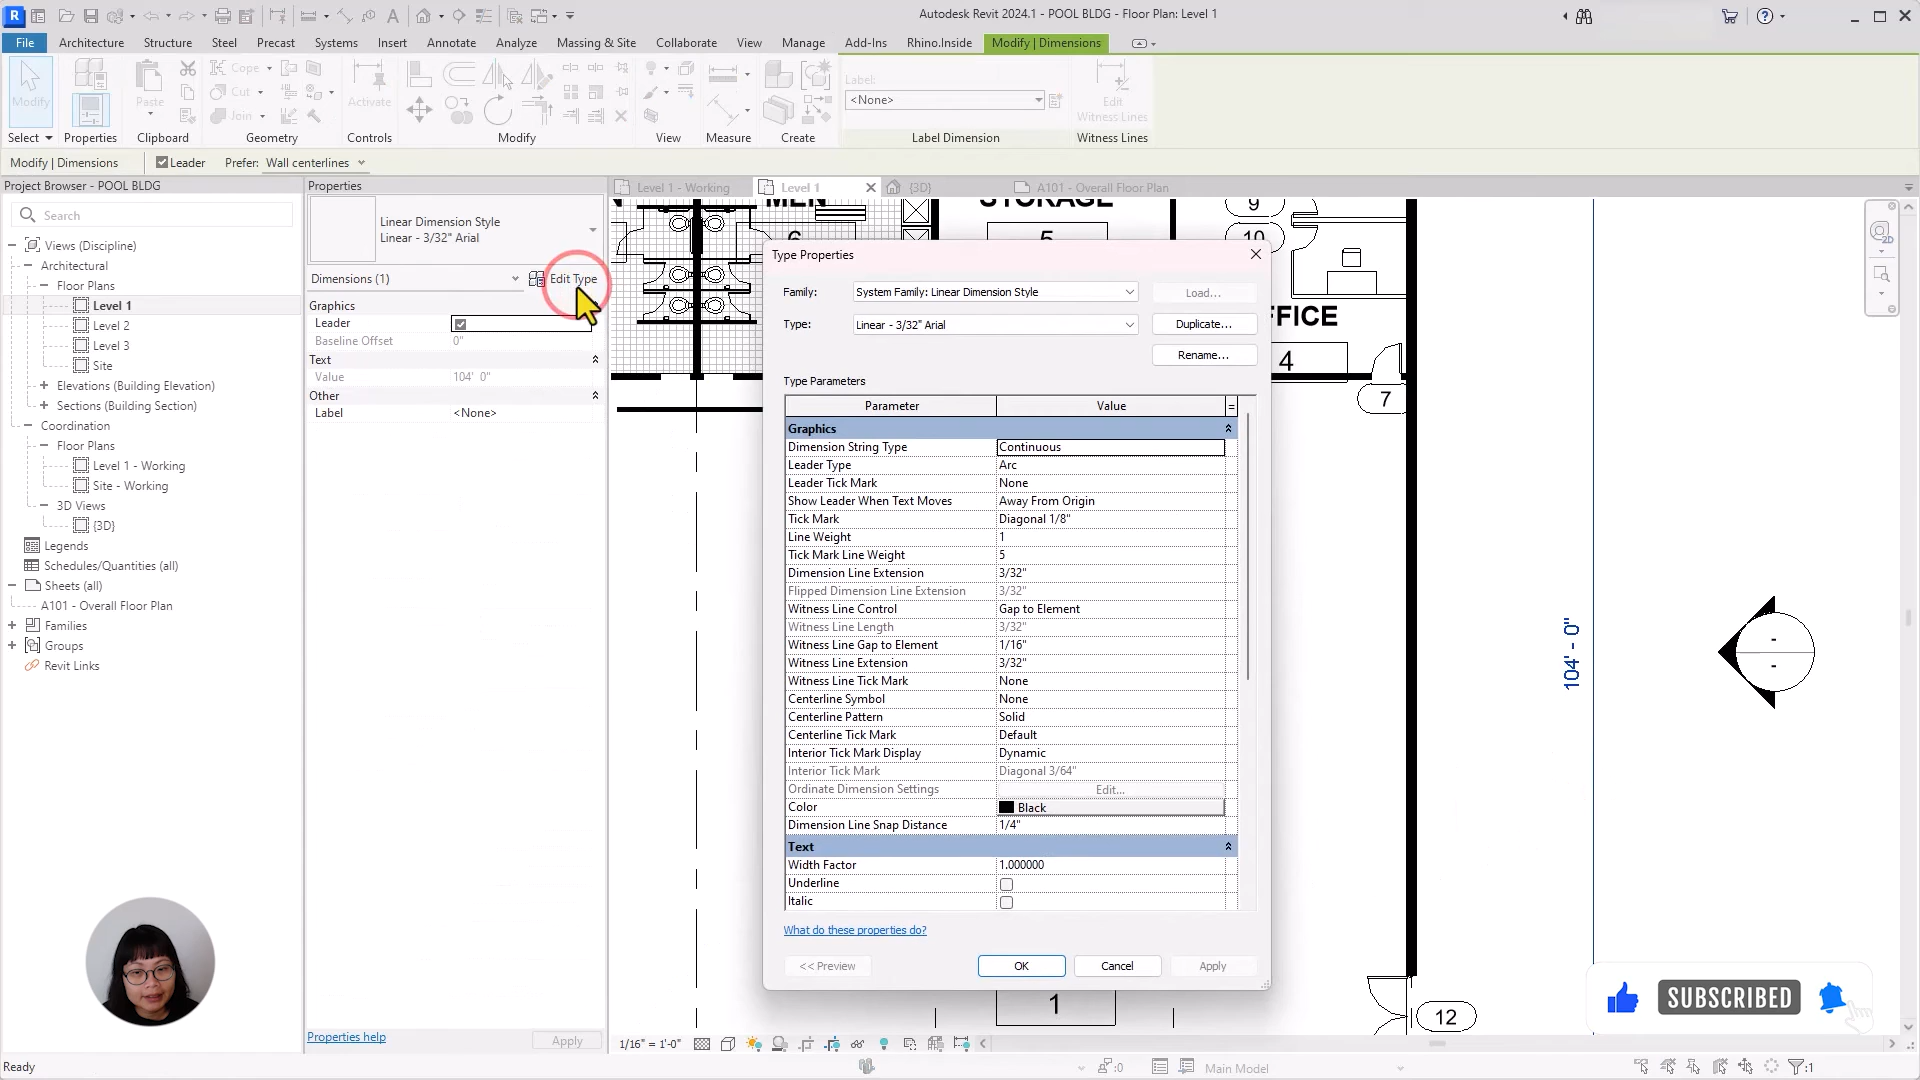 Autodesk Revit 2024.1 - POOL BLDG - Floor Plan: Level 1
File Architecture Structure Steel Precast Systems Insert Annotate Analyze Massing & Site Collaborate View Manage Add-Ins Rhino.Inside Modify | Dimensions
Modify
Paste
Cope
Cut
Join
Activate
Label:
<None>
Edit
Witness Lines
Select Properties Clipboard Geometry Controls Modify View Measure Create Label Dimension Witness Lines
Modify | Dimensions Leader Prefer: Wall centerlines
Project Browser - POOL BLDG
Search
Views (Discipline)
Architectural
Floor Plans
Level 1
Level 2
Level 3
Site
Elevations (Building Elevation)
Sections (Building Section)
Coordination
Floor Plans
Level 1 - Working
Site - Working
3D Views
{3D}
Legends
Schedules/Quantities (all)
Sheets (all)
A101 - Overall Floor Plan
Families
Groups
Revit Links
Properties
Linear Dimension Style
Linear - 3/32" Arial
Dimensions (1) Edit Type
Graphics
Leader
Baseline Offset 0"
Text
Value 104' 0"
Other
Label <None>
Properties help Apply
Level 1 - Working Level 1 {3D} A101 - Overall Floor Plan
MEN
6
STORAGE
5
9
10
FFICE
4
7
104' - 0"
-
-
1
12
Type Properties
Family: System Family: Linear Dimension Style Load...
Type: Linear - 3/32" Arial Duplicate...
Rename...
Type Parameters
Parameter Value =
Graphics
Dimension String Type Continuous
Leader Type Arc
Leader Tick Mark None
Show Leader When Text Moves Away From Origin
Tick Mark Diagonal 1/8"
Line Weight 1
Tick Mark Line Weight 5
Dimension Line Extension 3/32"
Flipped Dimension Line Extension 3/32"
Witness Line Control Gap to Element
Witness Line Length 3/32"
Witness Line Gap to Element 1/16"
Witness Line Extension 3/32"
Witness Line Tick Mark None
Centerline Symbol None
Centerline Pattern Solid
Centerline Tick Mark Default
Interior Tick Mark Display Dynamic
Interior Tick Mark Diagonal 3/64"
Ordinate Dimension Settings Edit...
Color Black
Dimension Line Snap Distance 1/4"
Text
Width Factor 1.000000
Underline
Italic
What do these properties do?
<< Preview OK Cancel Apply
SUBSCRIBED
1/16" = 1'-0"
Ready
:0
Main Model
:1